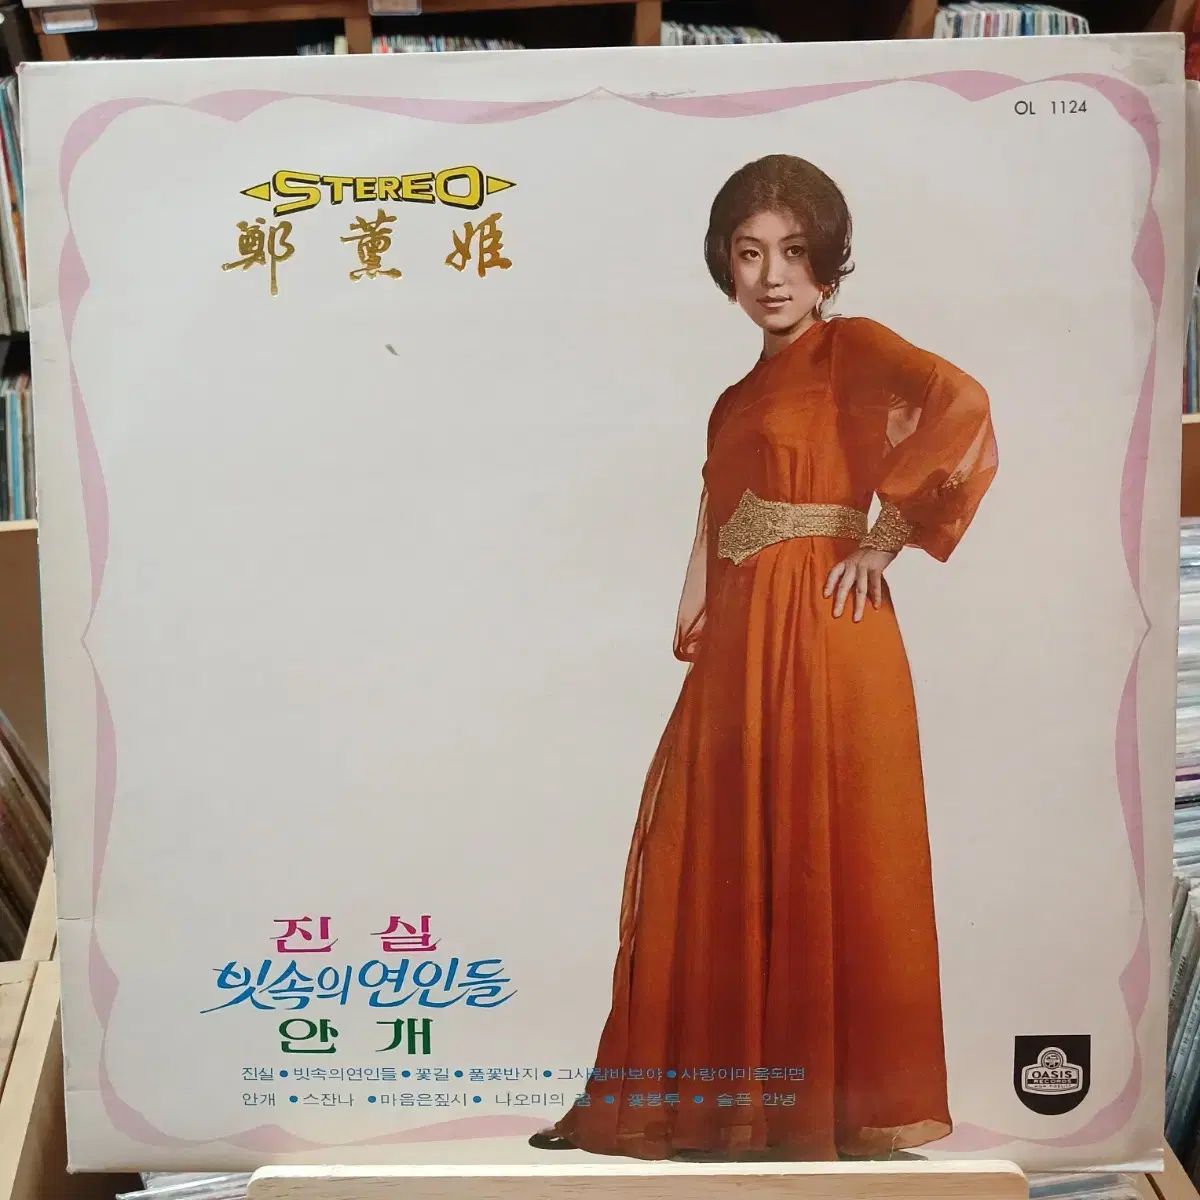 OL 1124
STEREO
鄭薰姬
진실
빗속의연인들
안개
진실 • 빗속의연인들 • 꽃길 • 풀꽃반지 • 그사람바보야 • 사랑이미움되면
안개 • 스잔나 • 마음은짚시 • 나오미의 꿈 • 꽃봉투 • 슬픈 안녕
OASIS
RECORDS
HIGH FIDELITY